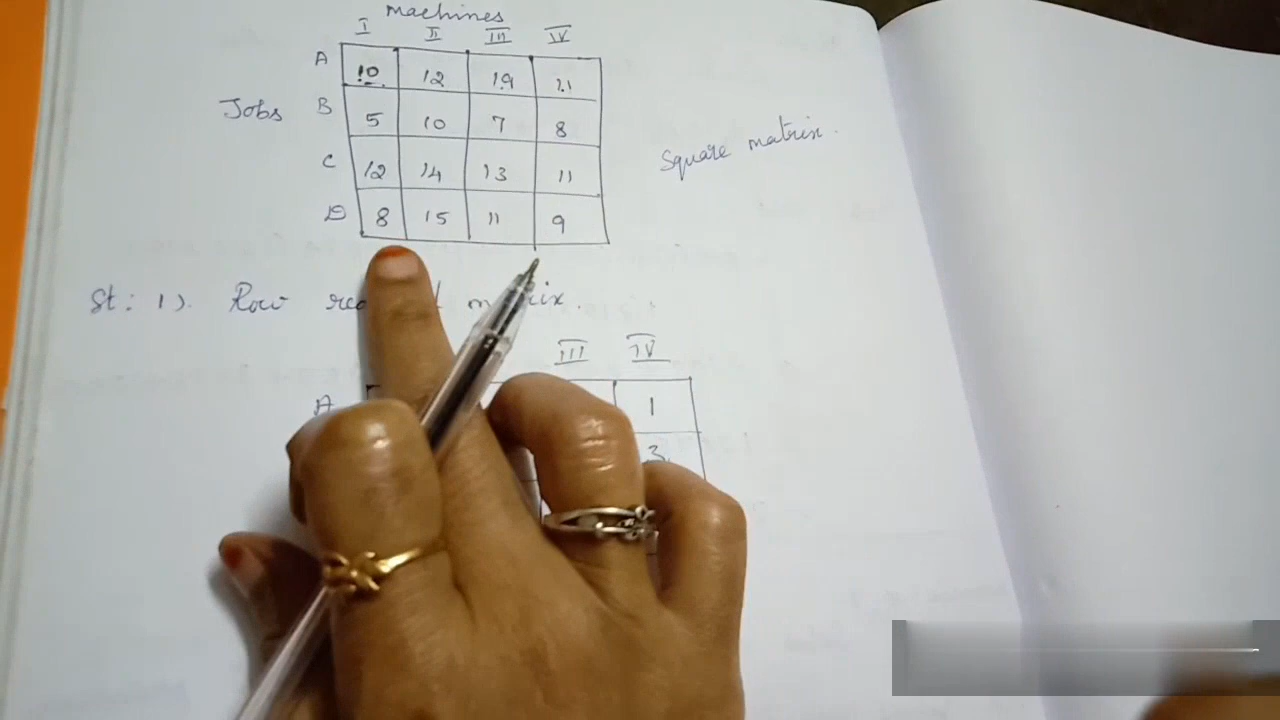 Machines
I II III IV
A 10 12 19 21
Jobs B 5 10 7 8
C 12 14 13 11
D 8 15 11 9
Square matrix.
St: 1). Row matrix.
III IV
A 1
3